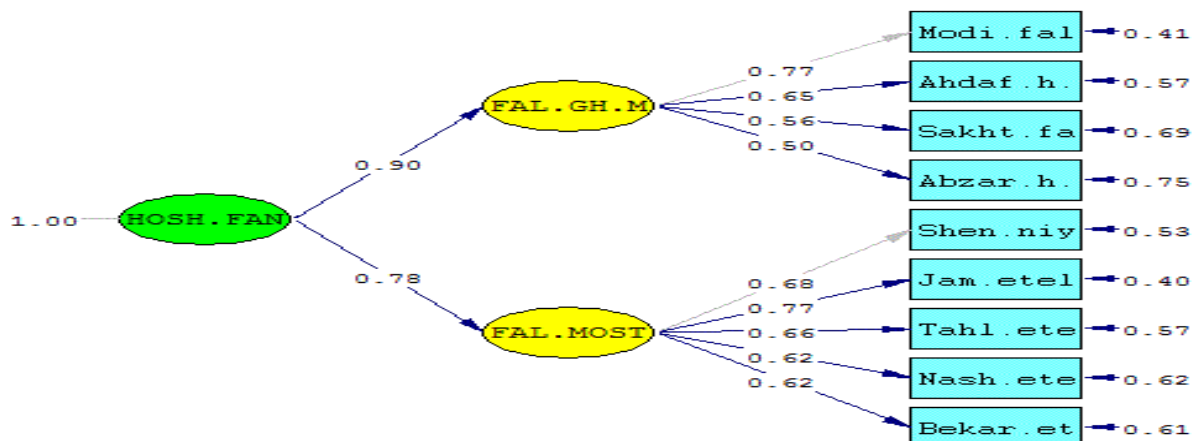 Modi.fal
0.41
0.77
Ahdaf.h.
0.57
FAL.GH.M
0.65
Sakht.fa
0.69
0.56
0.50
0.90
Abzar.h.
0.75
1.00
HOSH.FAN
Shen.niy
0.53
0.78
0.68
Jam.etel
0.40
0.77
FAL.MOST
0.66
Tahl.ete
0.57
0.62
Nash.ete
0.62
0.62
Bekar.et
0.61